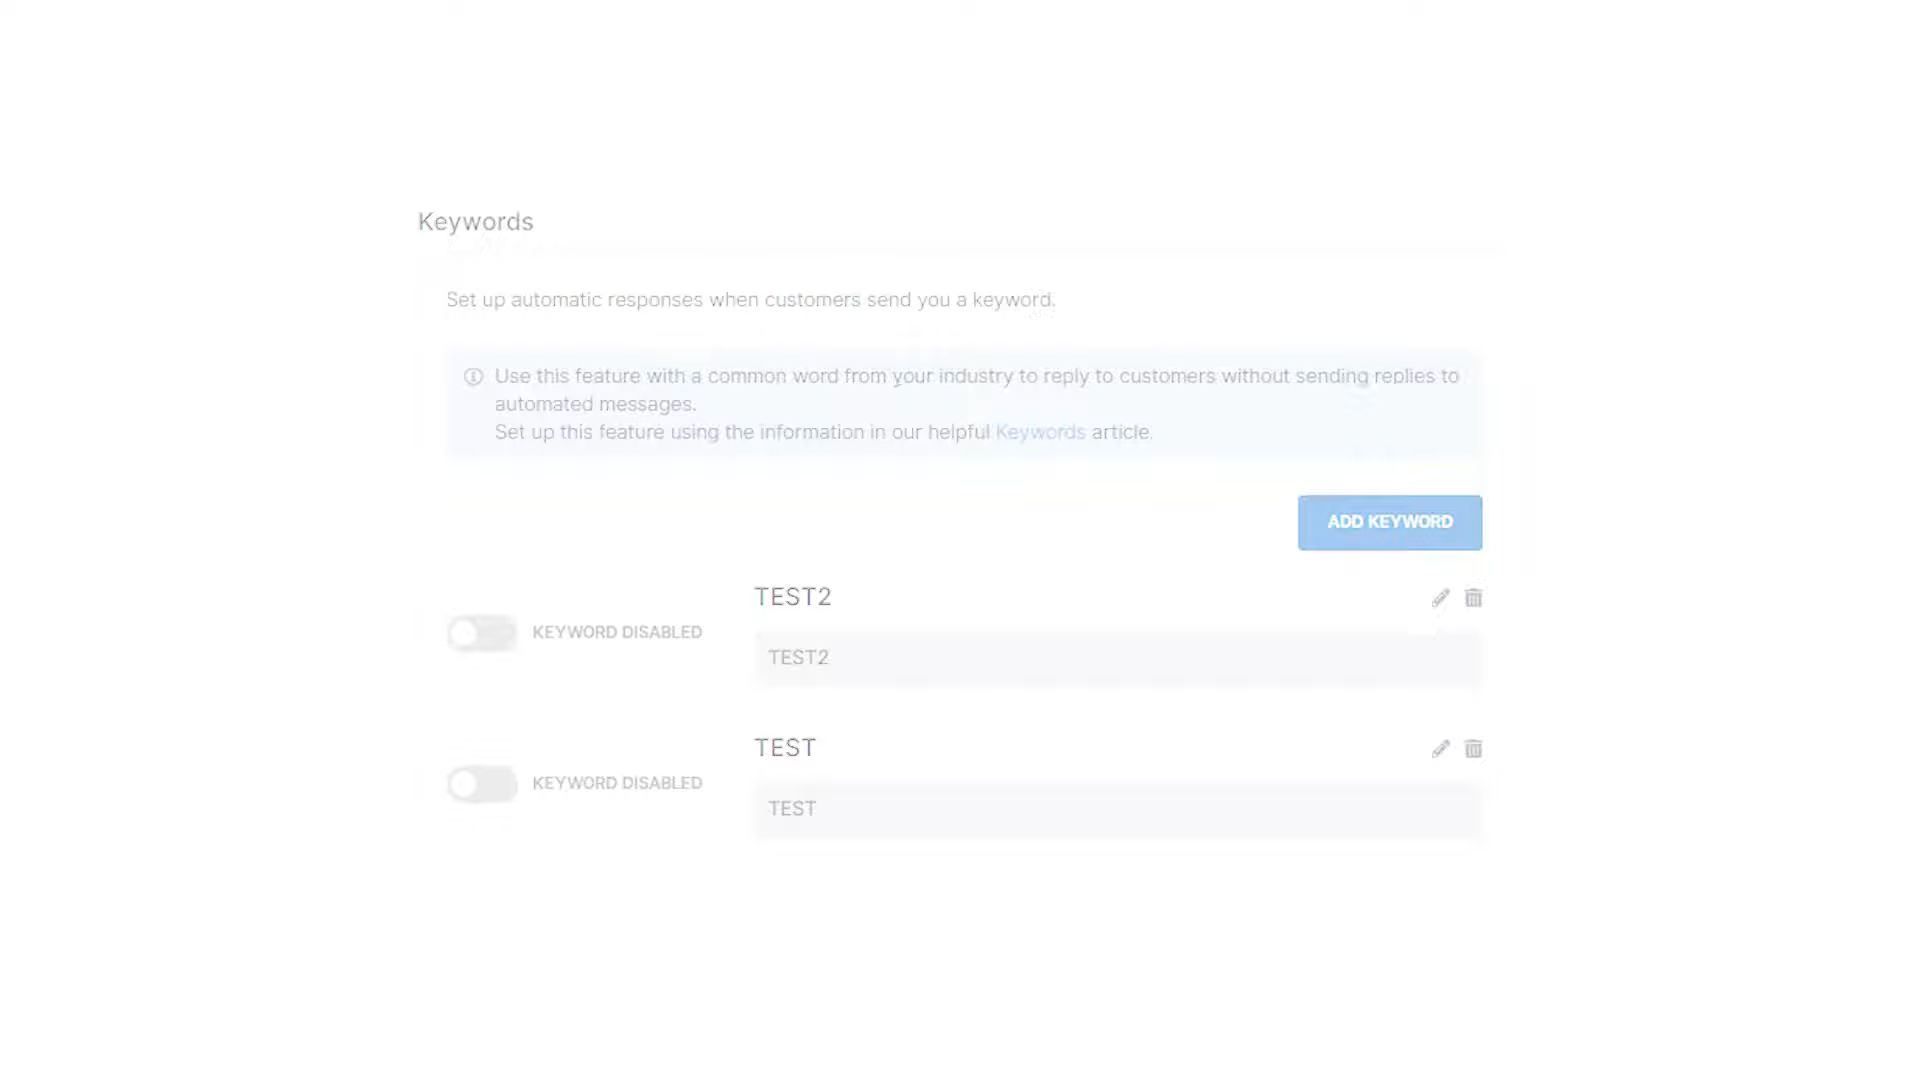 Keywords
Set up automatic responses when customers send you a keyword.
Use this feature with a common word from your industry to reply to customers without sending replies to
automated messages.
Set up this feature using the information in our helpful Keywords article.
ADD KEYWORD
TEST2
KEYWORD DISABLED
TEST2
TEST
KEYWORD DISABLED
TEST